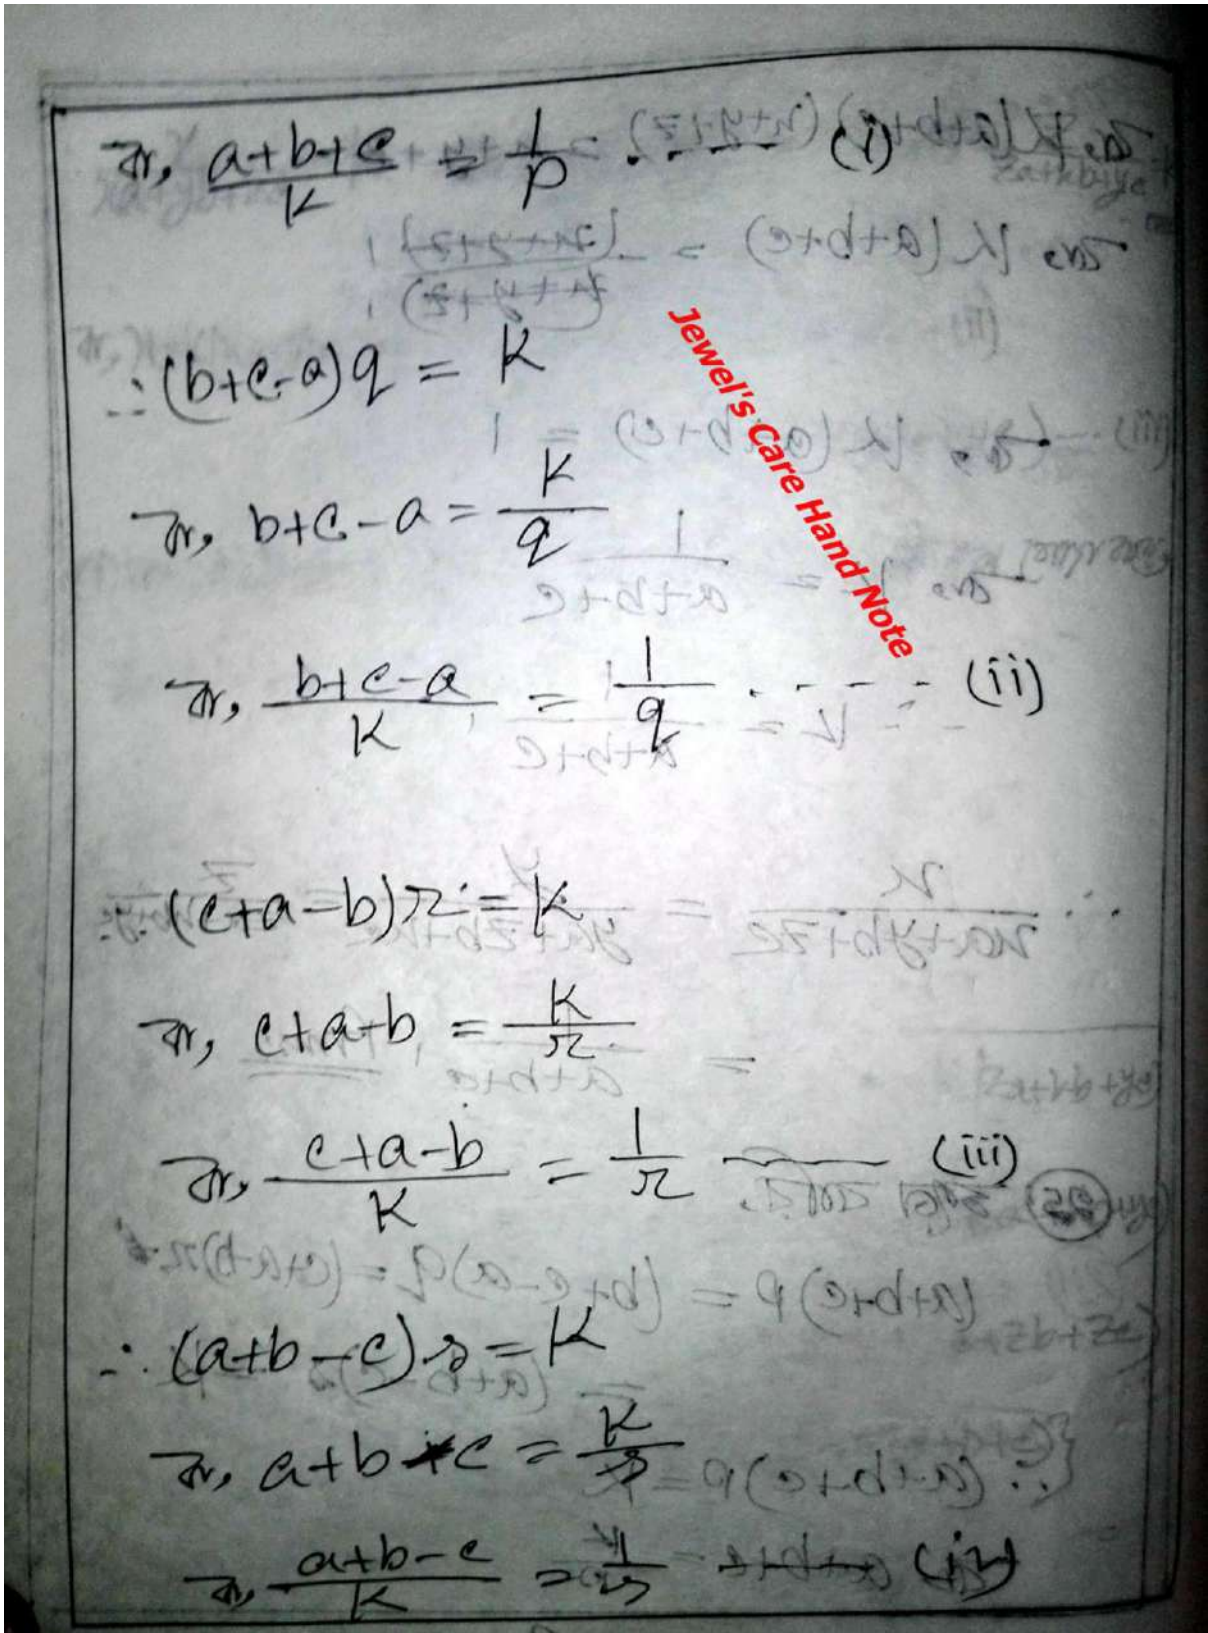 বা, a+b+c/K = 1/p ...... (i)
∴ (b+c-a)q = K
বা, b+c-a = K/q
বা, b+c-a/K = 1/q ...... (ii)
(c+a-b)r = K
বা, c+a-b = K/r
বা, c+a-b/K = 1/r —— (iii)
∴ (a+b-c)s = K
বা, a+b-c = K/s
বা, a+b-c/K = 1/s —— (iv)
Jewel's Care Hand Note